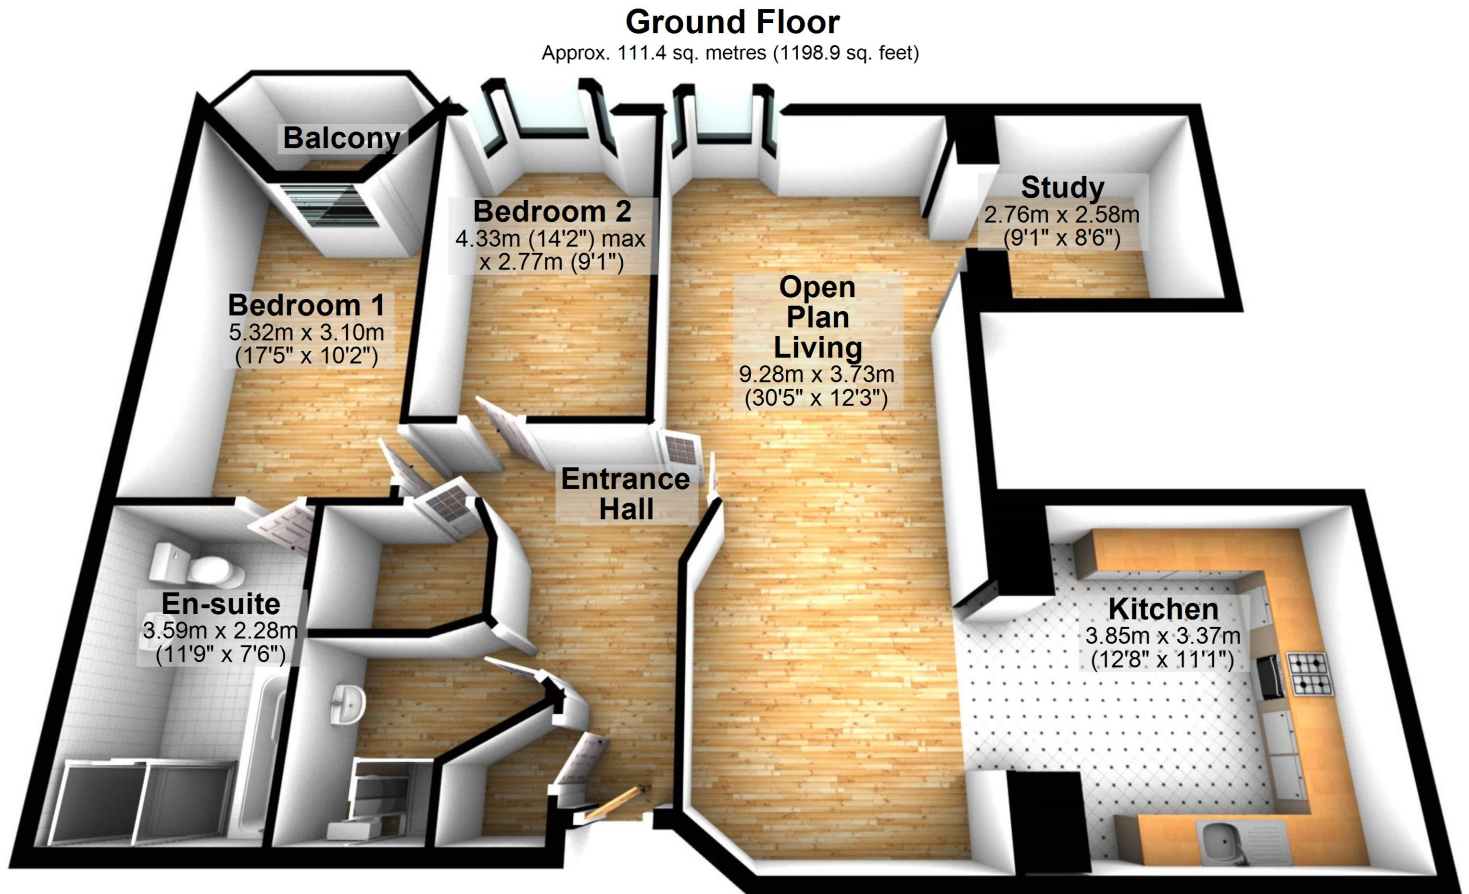 Ground Floor
Approx. 111.4 sq. metres (1198.9 sq. feet)
Balcony
Bedroom 2
4.33m (14'2") max
x 2.77m (9'1")
Study
2.76m x 2.58m
(9'1" x 8'6")
Bedroom 1
5.32m x 3.10m
(17'5" x 10'2")
Open
Plan
Living
9.28m x 3.73m
(30'5" x 12'3")
Entrance
Hall
En-suite
3.59m x 2.28m
(11'9" x 7'6")
Kitchen
3.85m x 3.37m
(12'8" x 11'1")